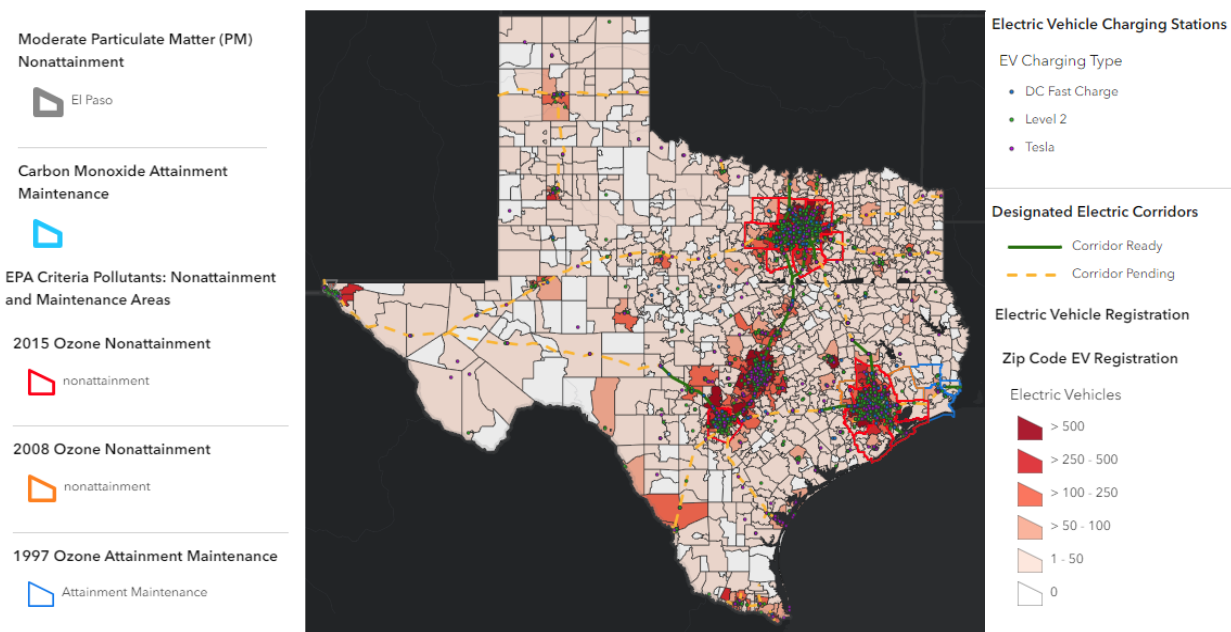 Moderate Particulate Matter (PM)
Nonattainment
El Paso
Carbon Monoxide Attainment
Maintenance
EPA Criteria Pollutants: Nonattainment
and Maintenance Areas
2015 Ozone Nonattainment
nonattainment
2008 Ozone Nonattainment
nonattainment
1997 Ozone Attainment Maintenance
Attainment Maintenance
Electric Vehicle Charging Stations
EV Charging Type
DC Fast Charge
Level 2
Tesla
Designated Electric Corridors
Corridor Ready
Corridor Pending
Electric Vehicle Registration
Zip Code EV Registration
Electric Vehicles
> 500
> 250 - 500
> 100 - 250
> 50 - 100
1 - 50
0